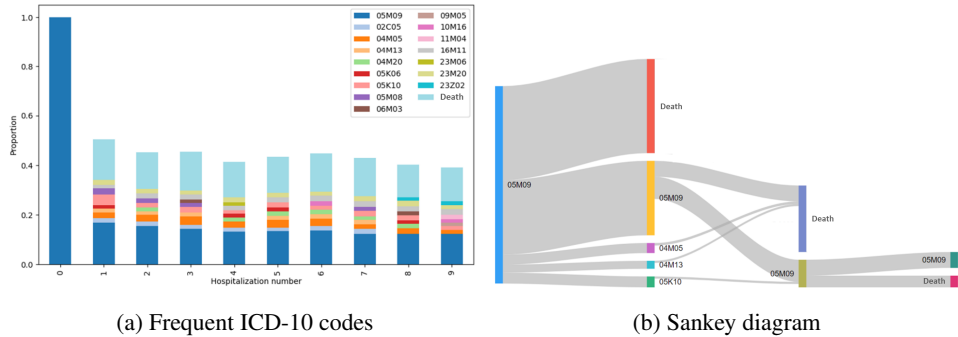 1.0
0.8
0.6
0.4
0.2
0.0
Proportion
0 1 2 3 4 5 6 7 8 9
Hospitalization number
05M09
02C05
04M05
04M13
04M20
05K06
05K10
05M08
06M03
09M05
10M16
11M04
16M11
23M06
23M20
23Z02
Death
(a) Frequent ICD-10 codes
05M09
Death
05M09
04M05
04M13
05K10
Death
05M09
05M09
Death
(b) Sankey diagram